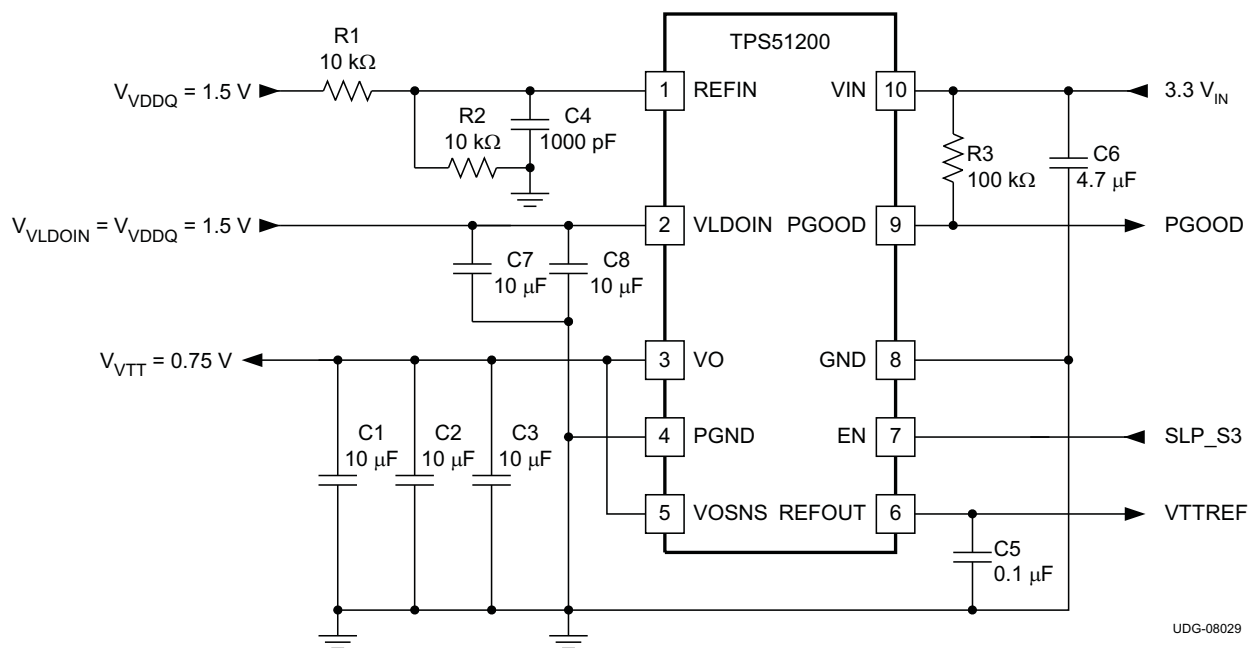 TPS51200
R1
10 kΩ
V_VDDQ = 1.5 V
1
REFIN
VIN
10
3.3 V_IN
R2
10 kΩ
C4
1000 pF
R3
100 kΩ
C6
4.7 μF
V_VLDOIN = V_VDDQ = 1.5 V
2
VLDOIN
PGOOD
9
PGOOD
C7
10 μF
C8
10 μF
V_VTT = 0.75 V
3
VO
GND
8
C1
10 μF
C2
10 μF
C3
10 μF
4
PGND
EN
7
SLP_S3
5
VOSNS
REFOUT
6
VTTREF
C5
0.1 μF
UDG-08029